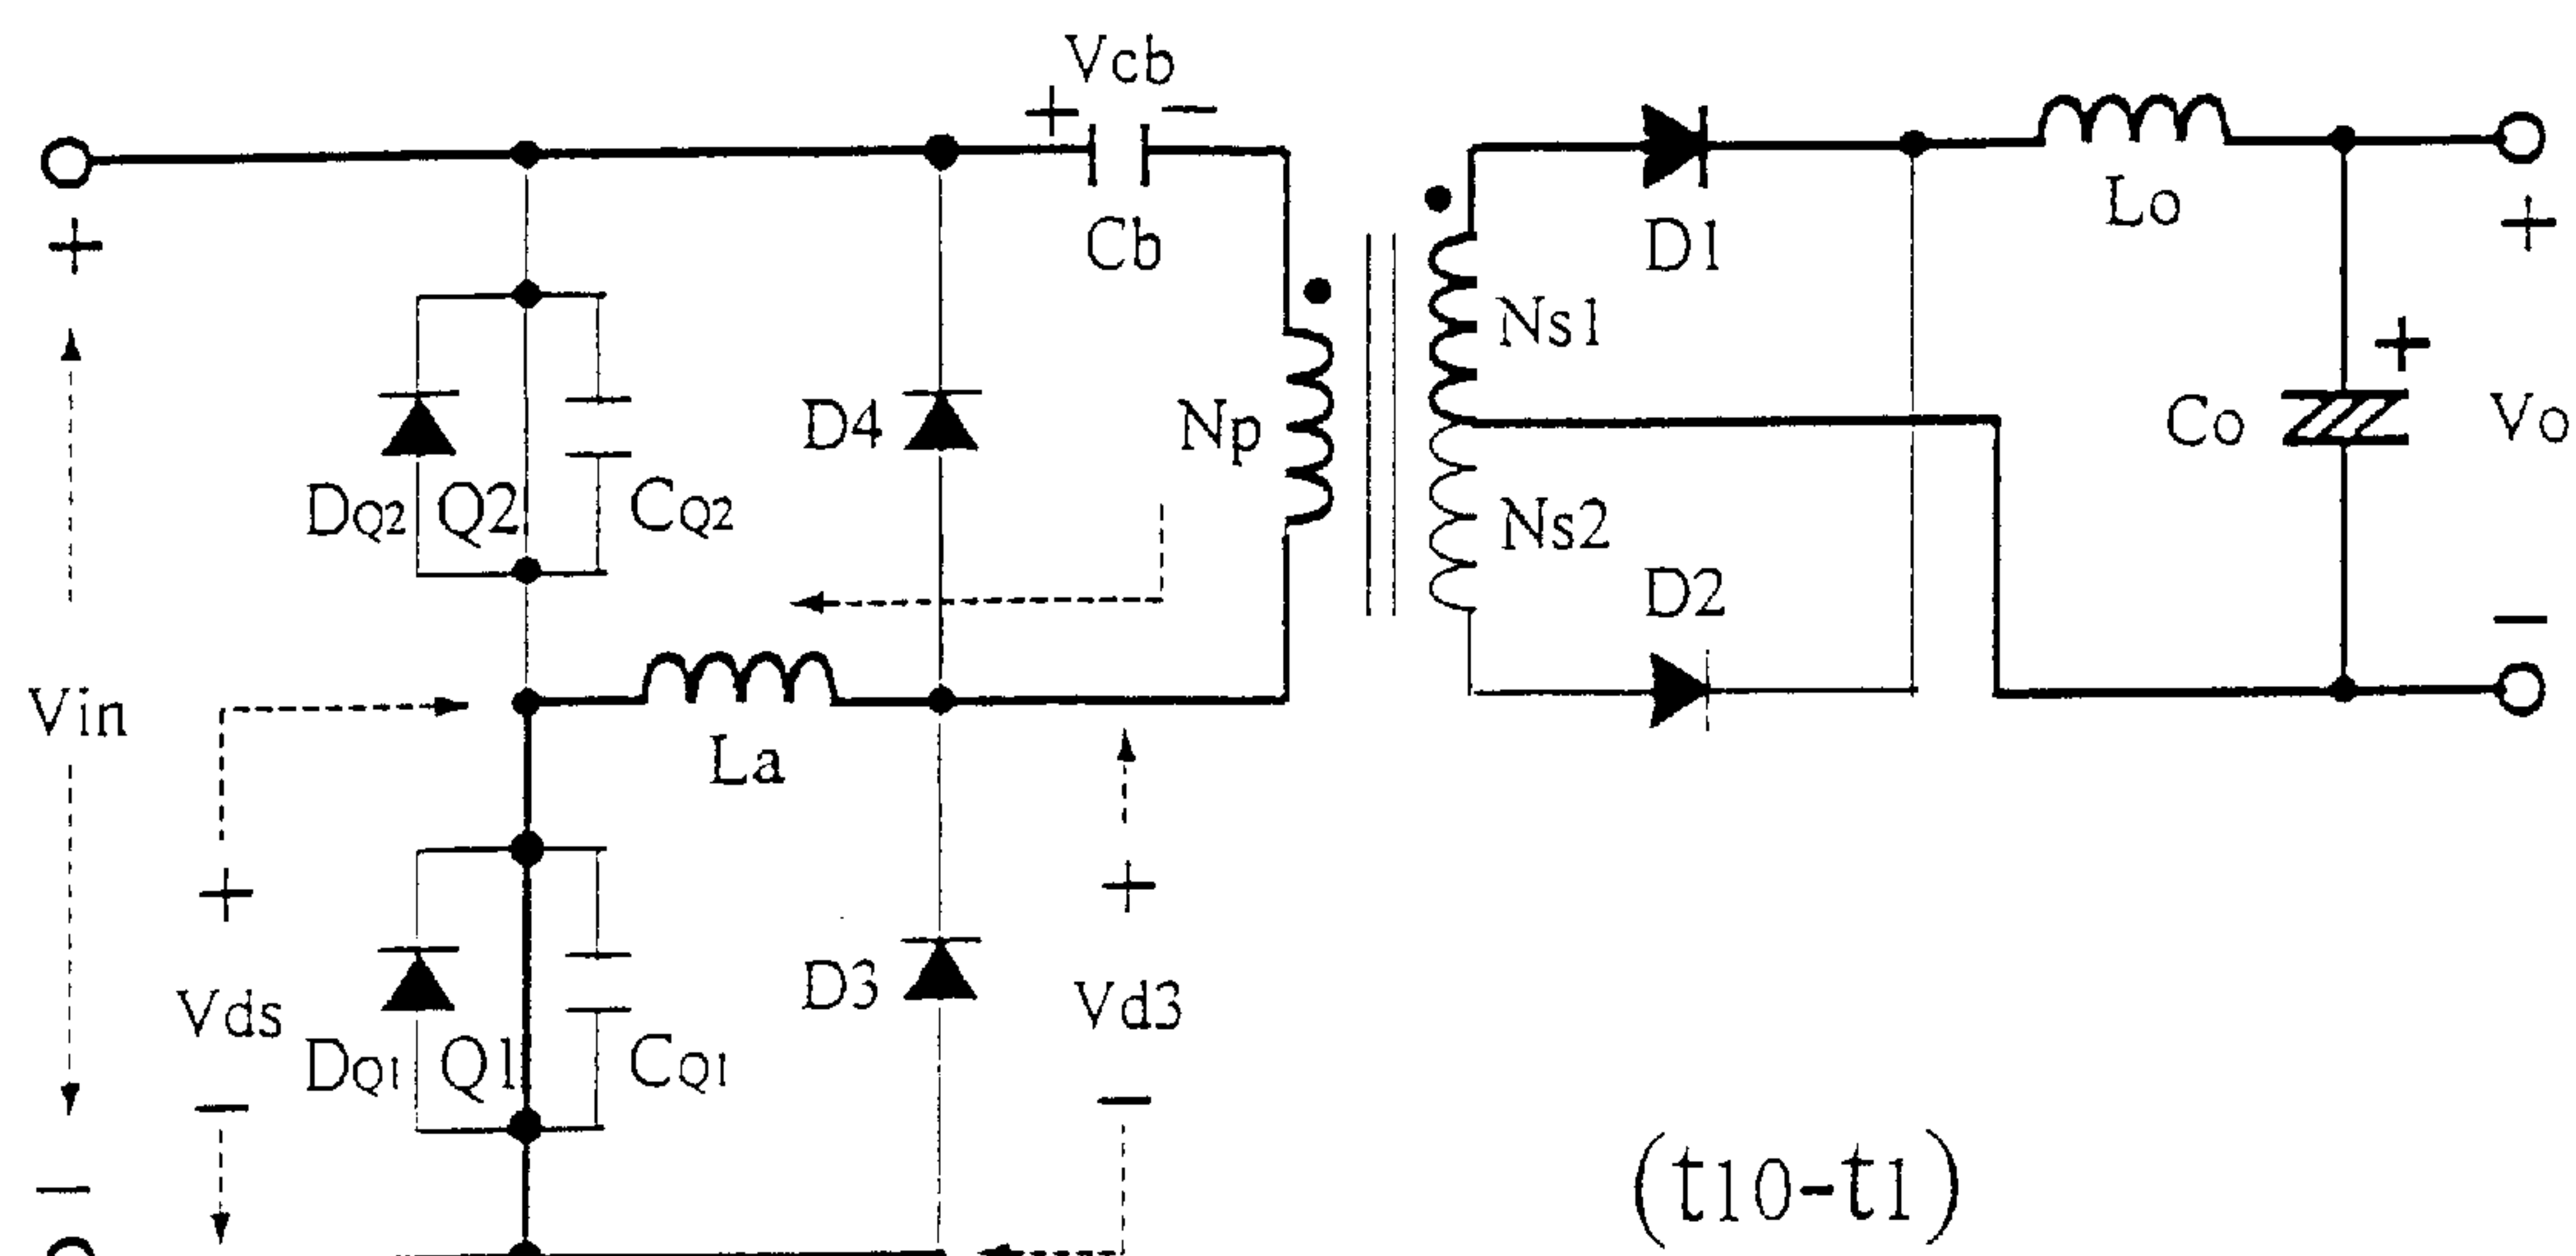 Vcb
+ −
+
Cb
D1
Lo
+
Ns1
D4
Np
+
Co
Vo
DQ2
Q2
CQ2
Ns2
D2
−
Vin
La
+
+
D3
Vds
Vd3
DQ1
Q1
CQ1
−
−
−
(t10-t1)